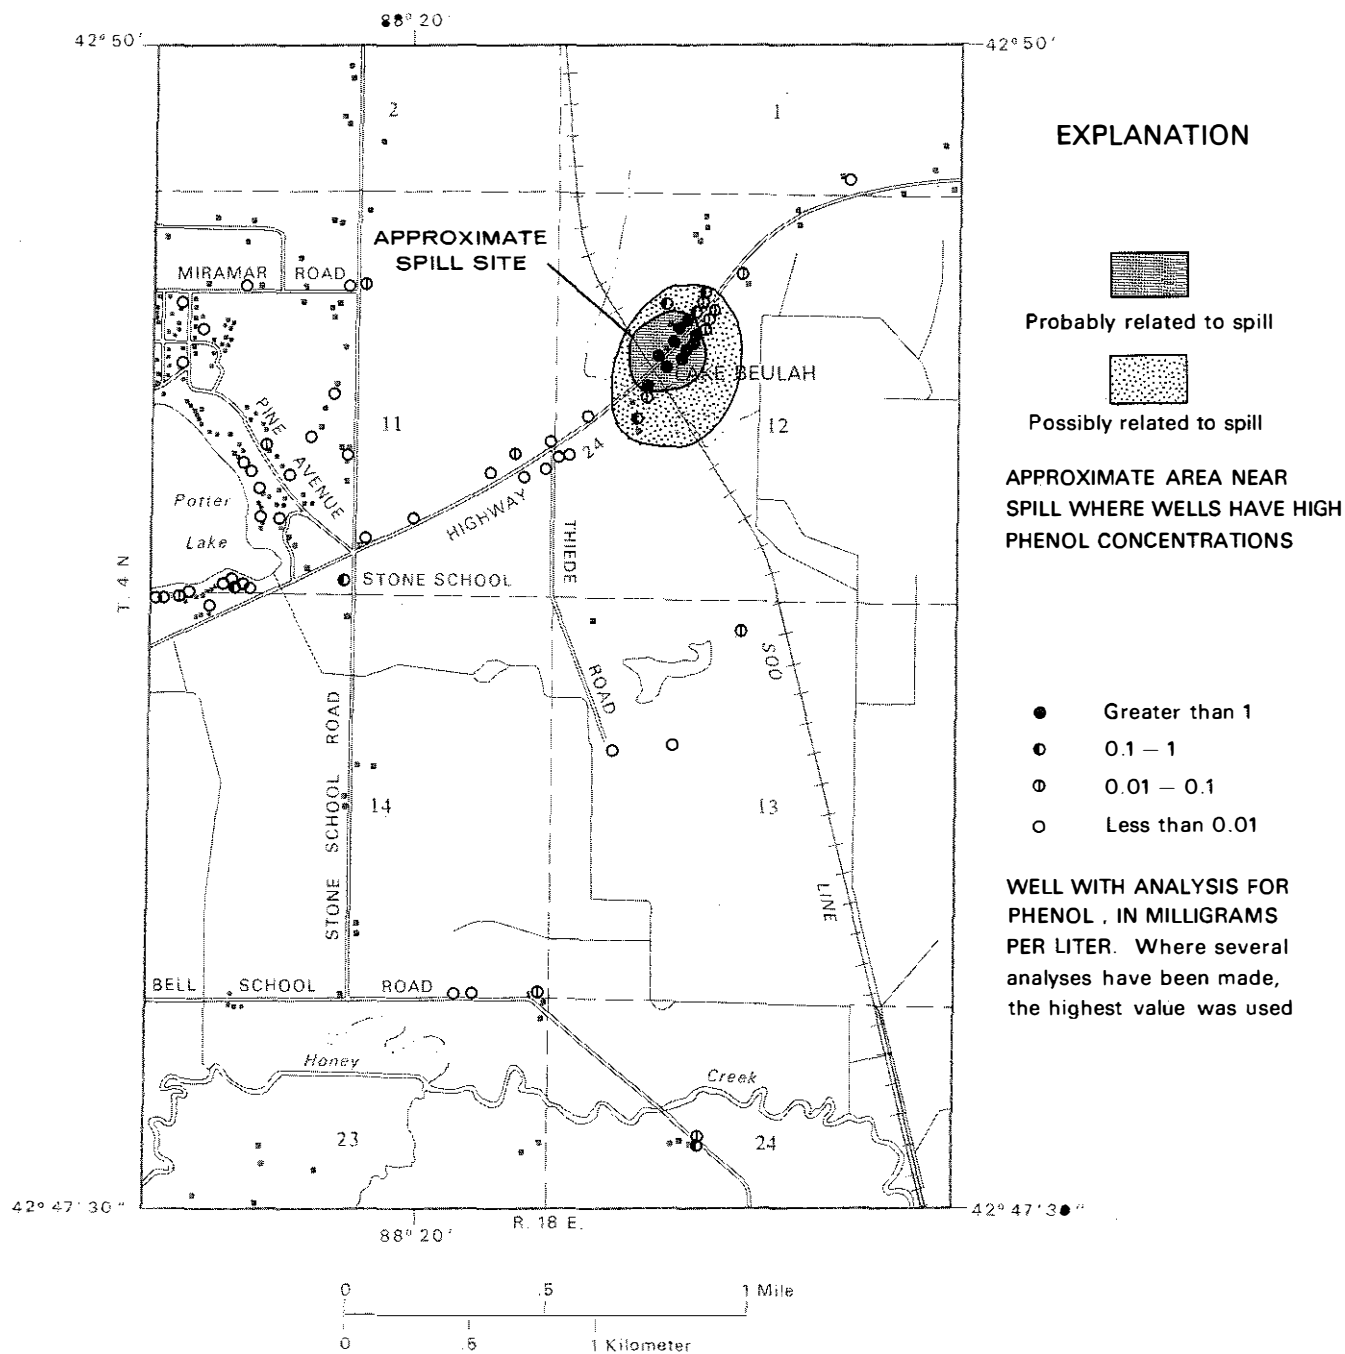 88° 20'
42° 50'
42° 50'
2
1
EXPLANATION
APPROXIMATE
SPILL SITE
MIRAMAR ROAD
Probably related to spill
LAKE BEULAH
Possibly related to spill
PINE AVENUE
11
12
24
HIGHWAY
APPROXIMATE AREA NEAR
SPILL WHERE WELLS HAVE HIGH
PHENOL CONCENTRATIONS
Potter
Lake
THIEDE
ROAD
T. 4 N
STONE SCHOOL
SOO
LINE
STONE SCHOOL ROAD
14
13
Greater than 1
0.1 – 1
0.01 – 0.1
Less than 0.01
WELL WITH ANALYSIS FOR
PHENOL , IN MILLIGRAMS
PER LITER. Where several
analyses have been made,
the highest value was used
BELL SCHOOL ROAD
Honey
Creek
23
24
42° 47' 30"
42° 47' 30"
88° 20'
R. 18 E.
0 .5 1 Mile
0 .5 1 Kilometer